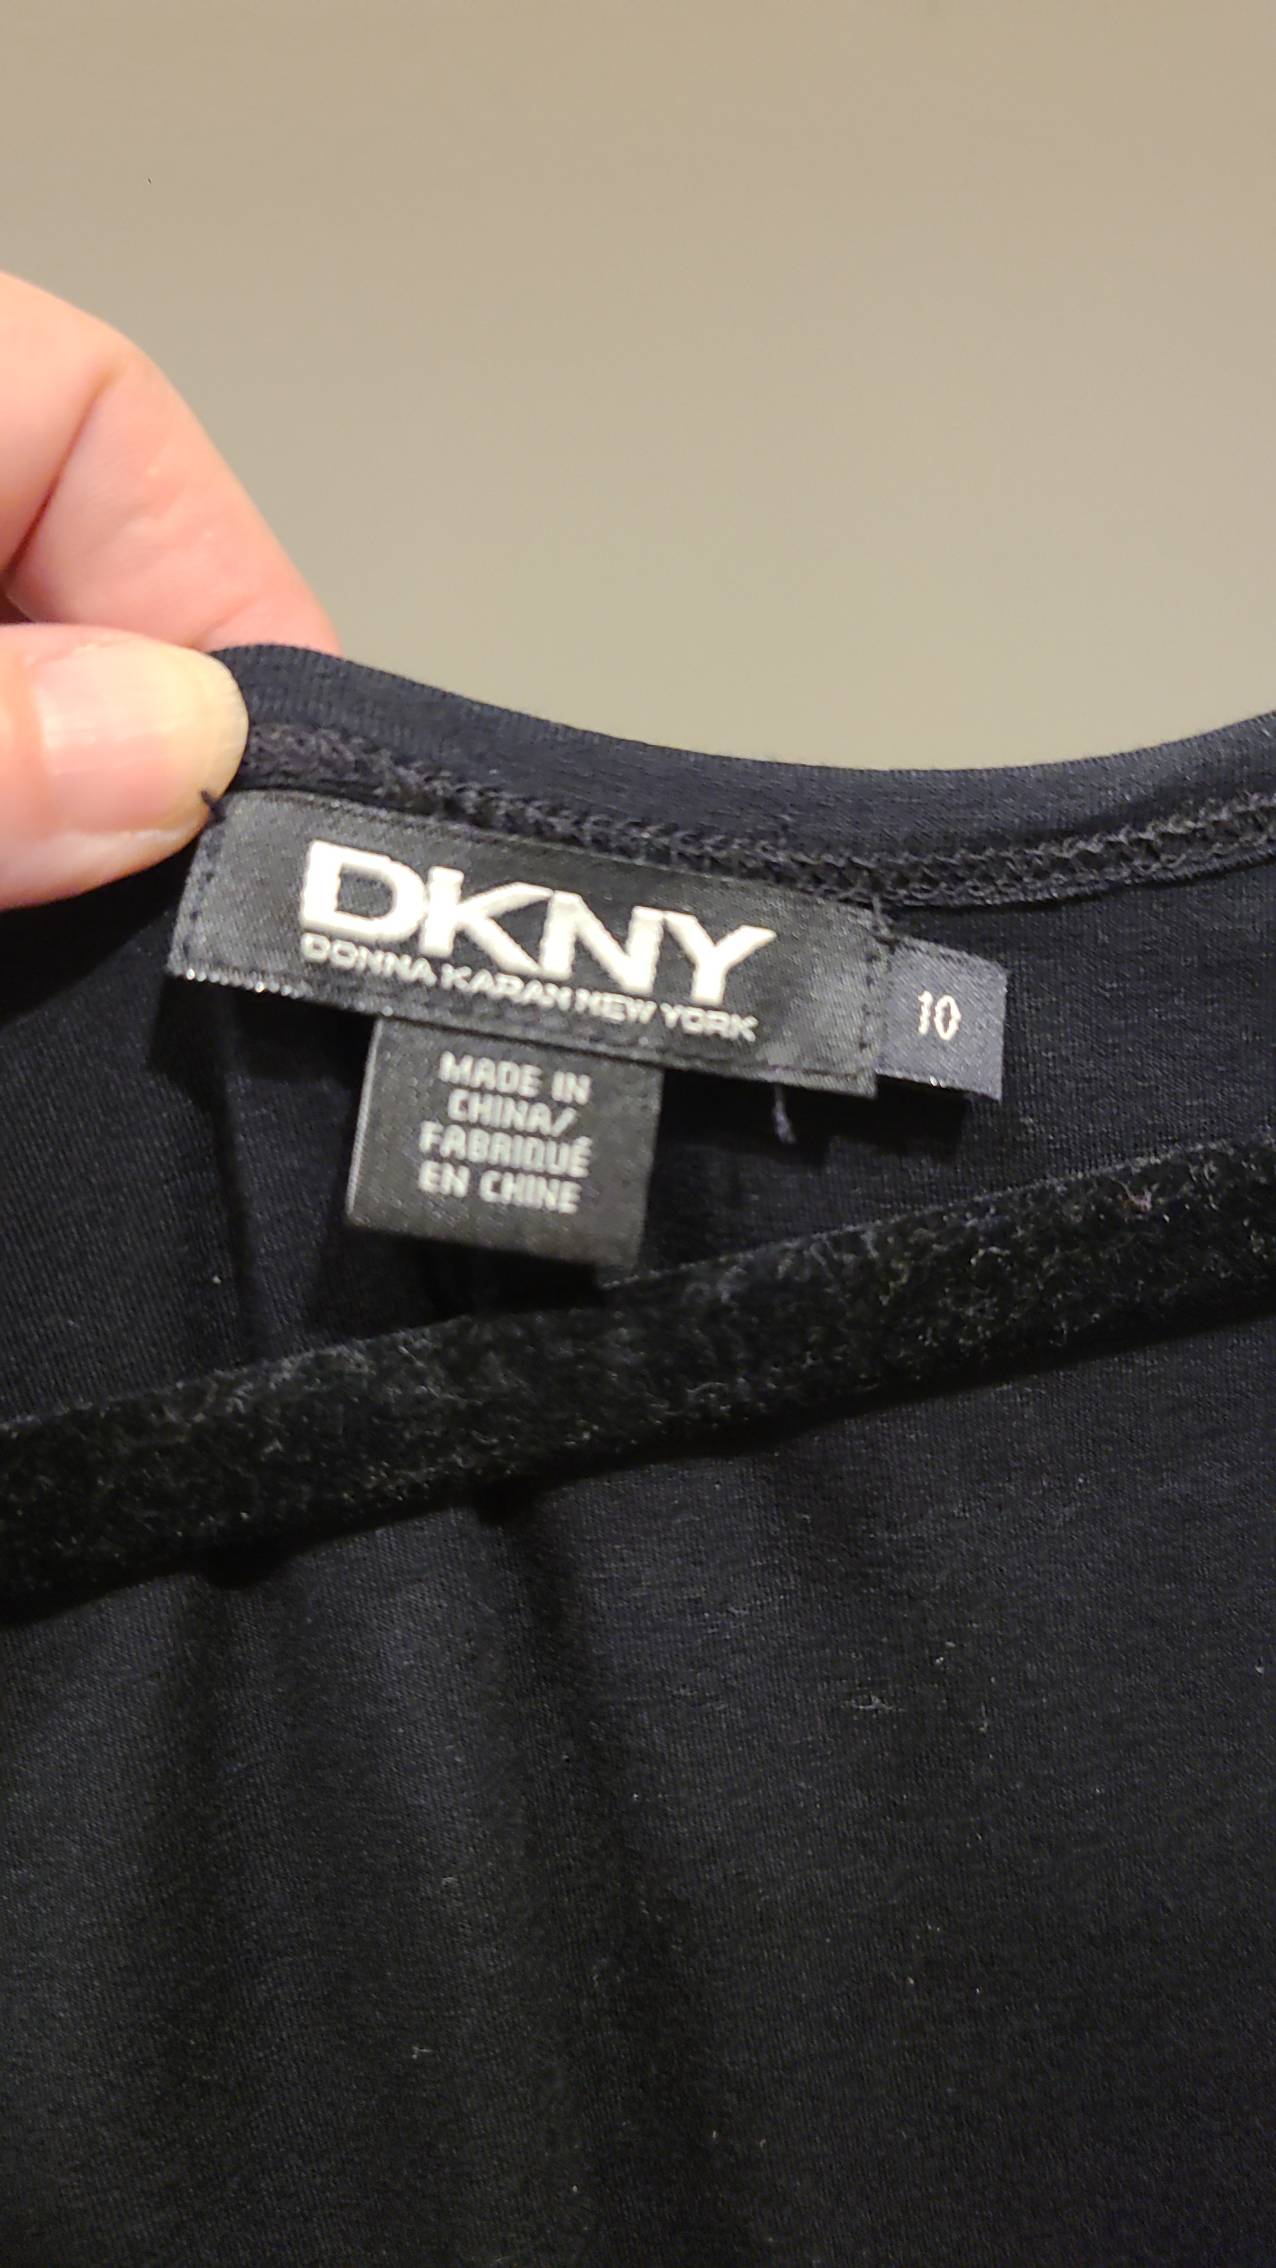 DKNY
DONNA KARAN NEW YORK
10
MADE IN
CHINA/
FABRIQUÉ
EN CHINE